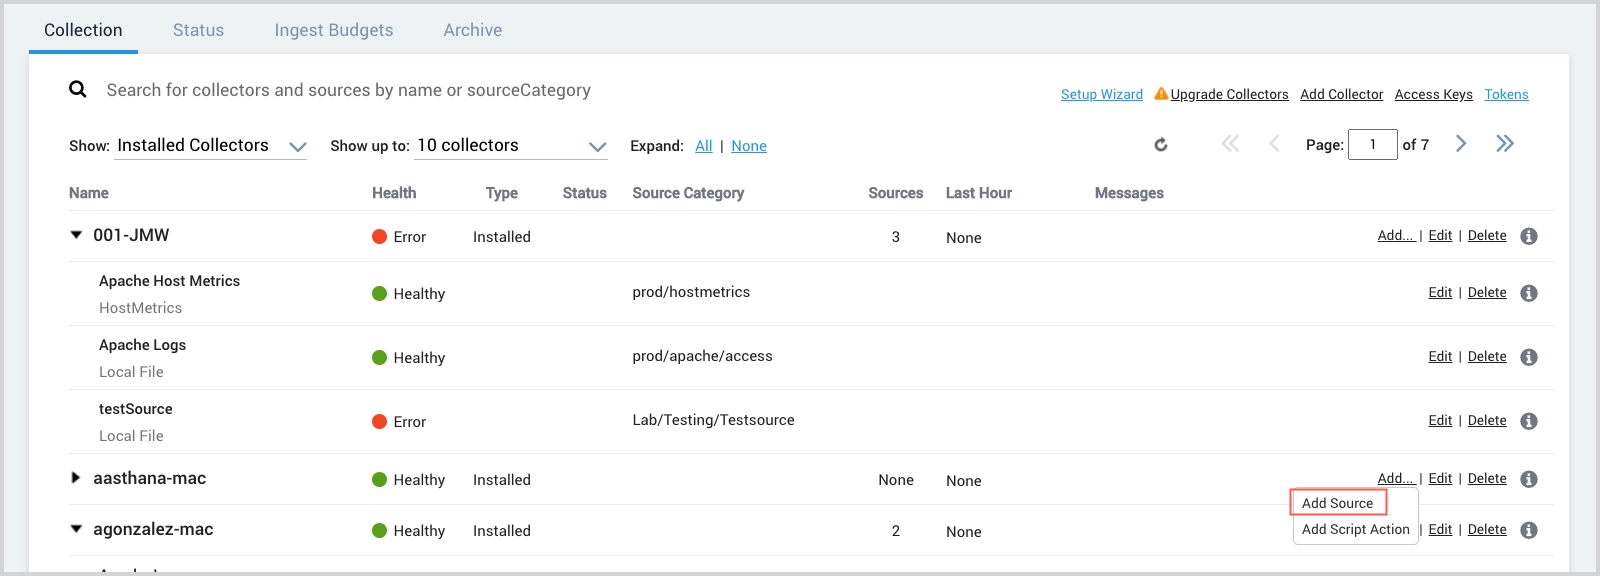 Collection Status Ingest Budgets Archive
Search for collectors and sources by name or sourceCategory
Setup Wizard Upgrade Collectors Add Collector Access Keys Tokens
Show: Installed Collectors Show up to: 10 collectors Expand: All | None Page: 1 of 7
Name Health Type Status Source Category Sources Last Hour Messages
001-JMW Error Installed 3 None Add... | Edit | Delete
Apache Host Metrics
HostMetrics
Healthy prod/hostmetrics Edit | Delete
Apache Logs
Local File
Healthy prod/apache/access Edit | Delete
testSource
Local File
Error Lab/Testing/Testsource Edit | Delete
aasthana-mac Healthy Installed None None Add... | Edit | Delete
Add Source
Add Script Action
agonzalez-mac Healthy Installed 2 None | Edit | Delete